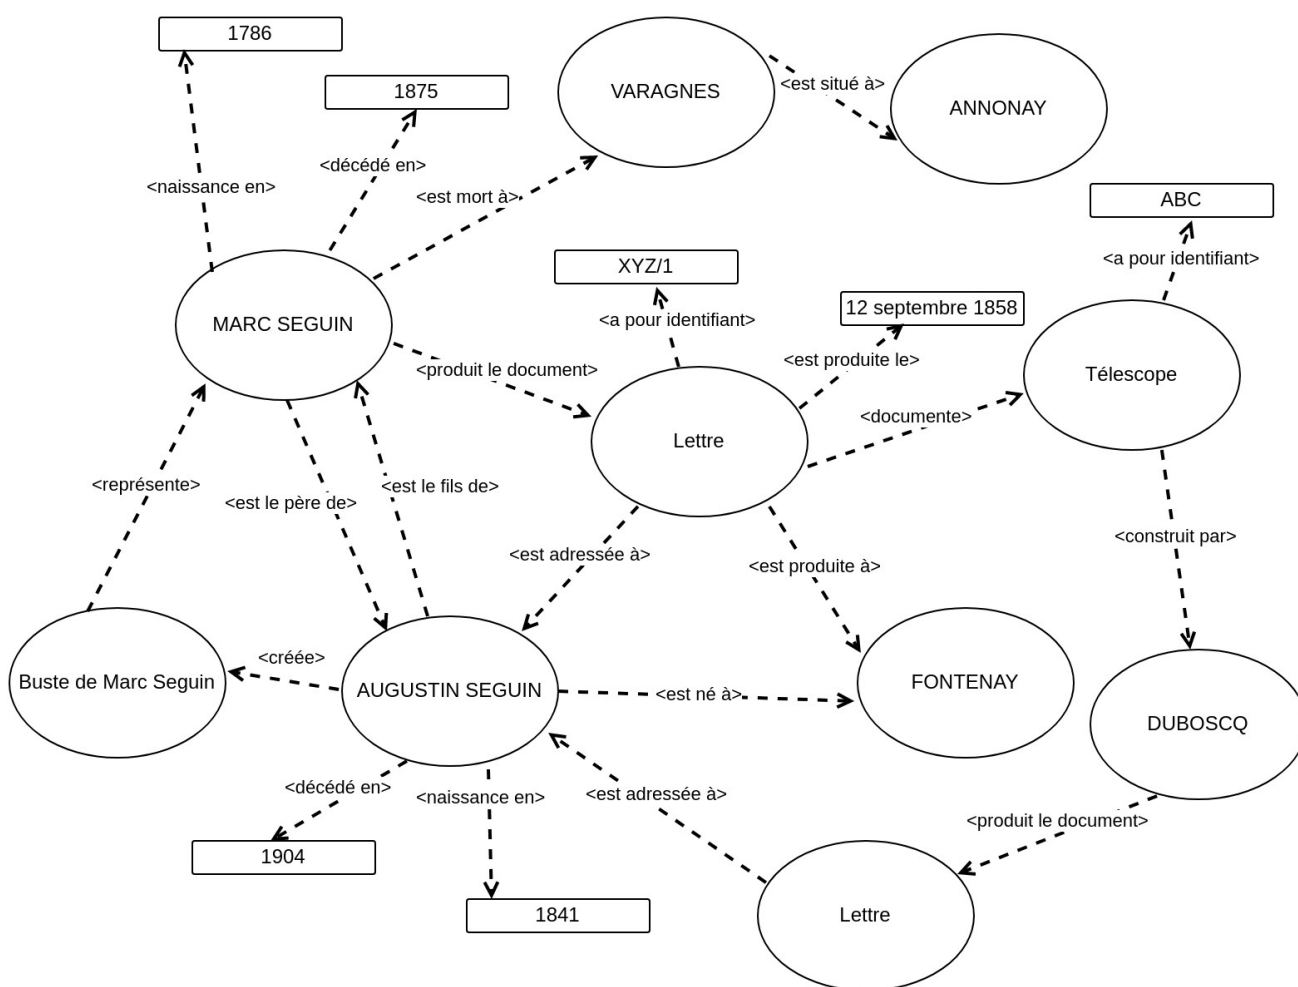 1786
1875
VARAGNES
<est situé à>
ANNONAY
<décédé en>
<naissance en>
<est mort à>
ABC
<a pour identifiant>
XYZ/1
12 septembre 1858
<a pour identifiant>
MARC SEGUIN
<produit le document>
<est produite le>
Télescope
<documente>
Lettre
<représente>
<est le père de>
<est le fils de>
<est adressée à>
<est produite à>
<construit par>
<créée>
Buste de Marc Seguin
AUGUSTIN SEGUIN
<est né à>
FONTENAY
DUBOSCQ
<décédé en>
<naissance en>
<est adressée à>
<produit le document>
1904
1841
Lettre